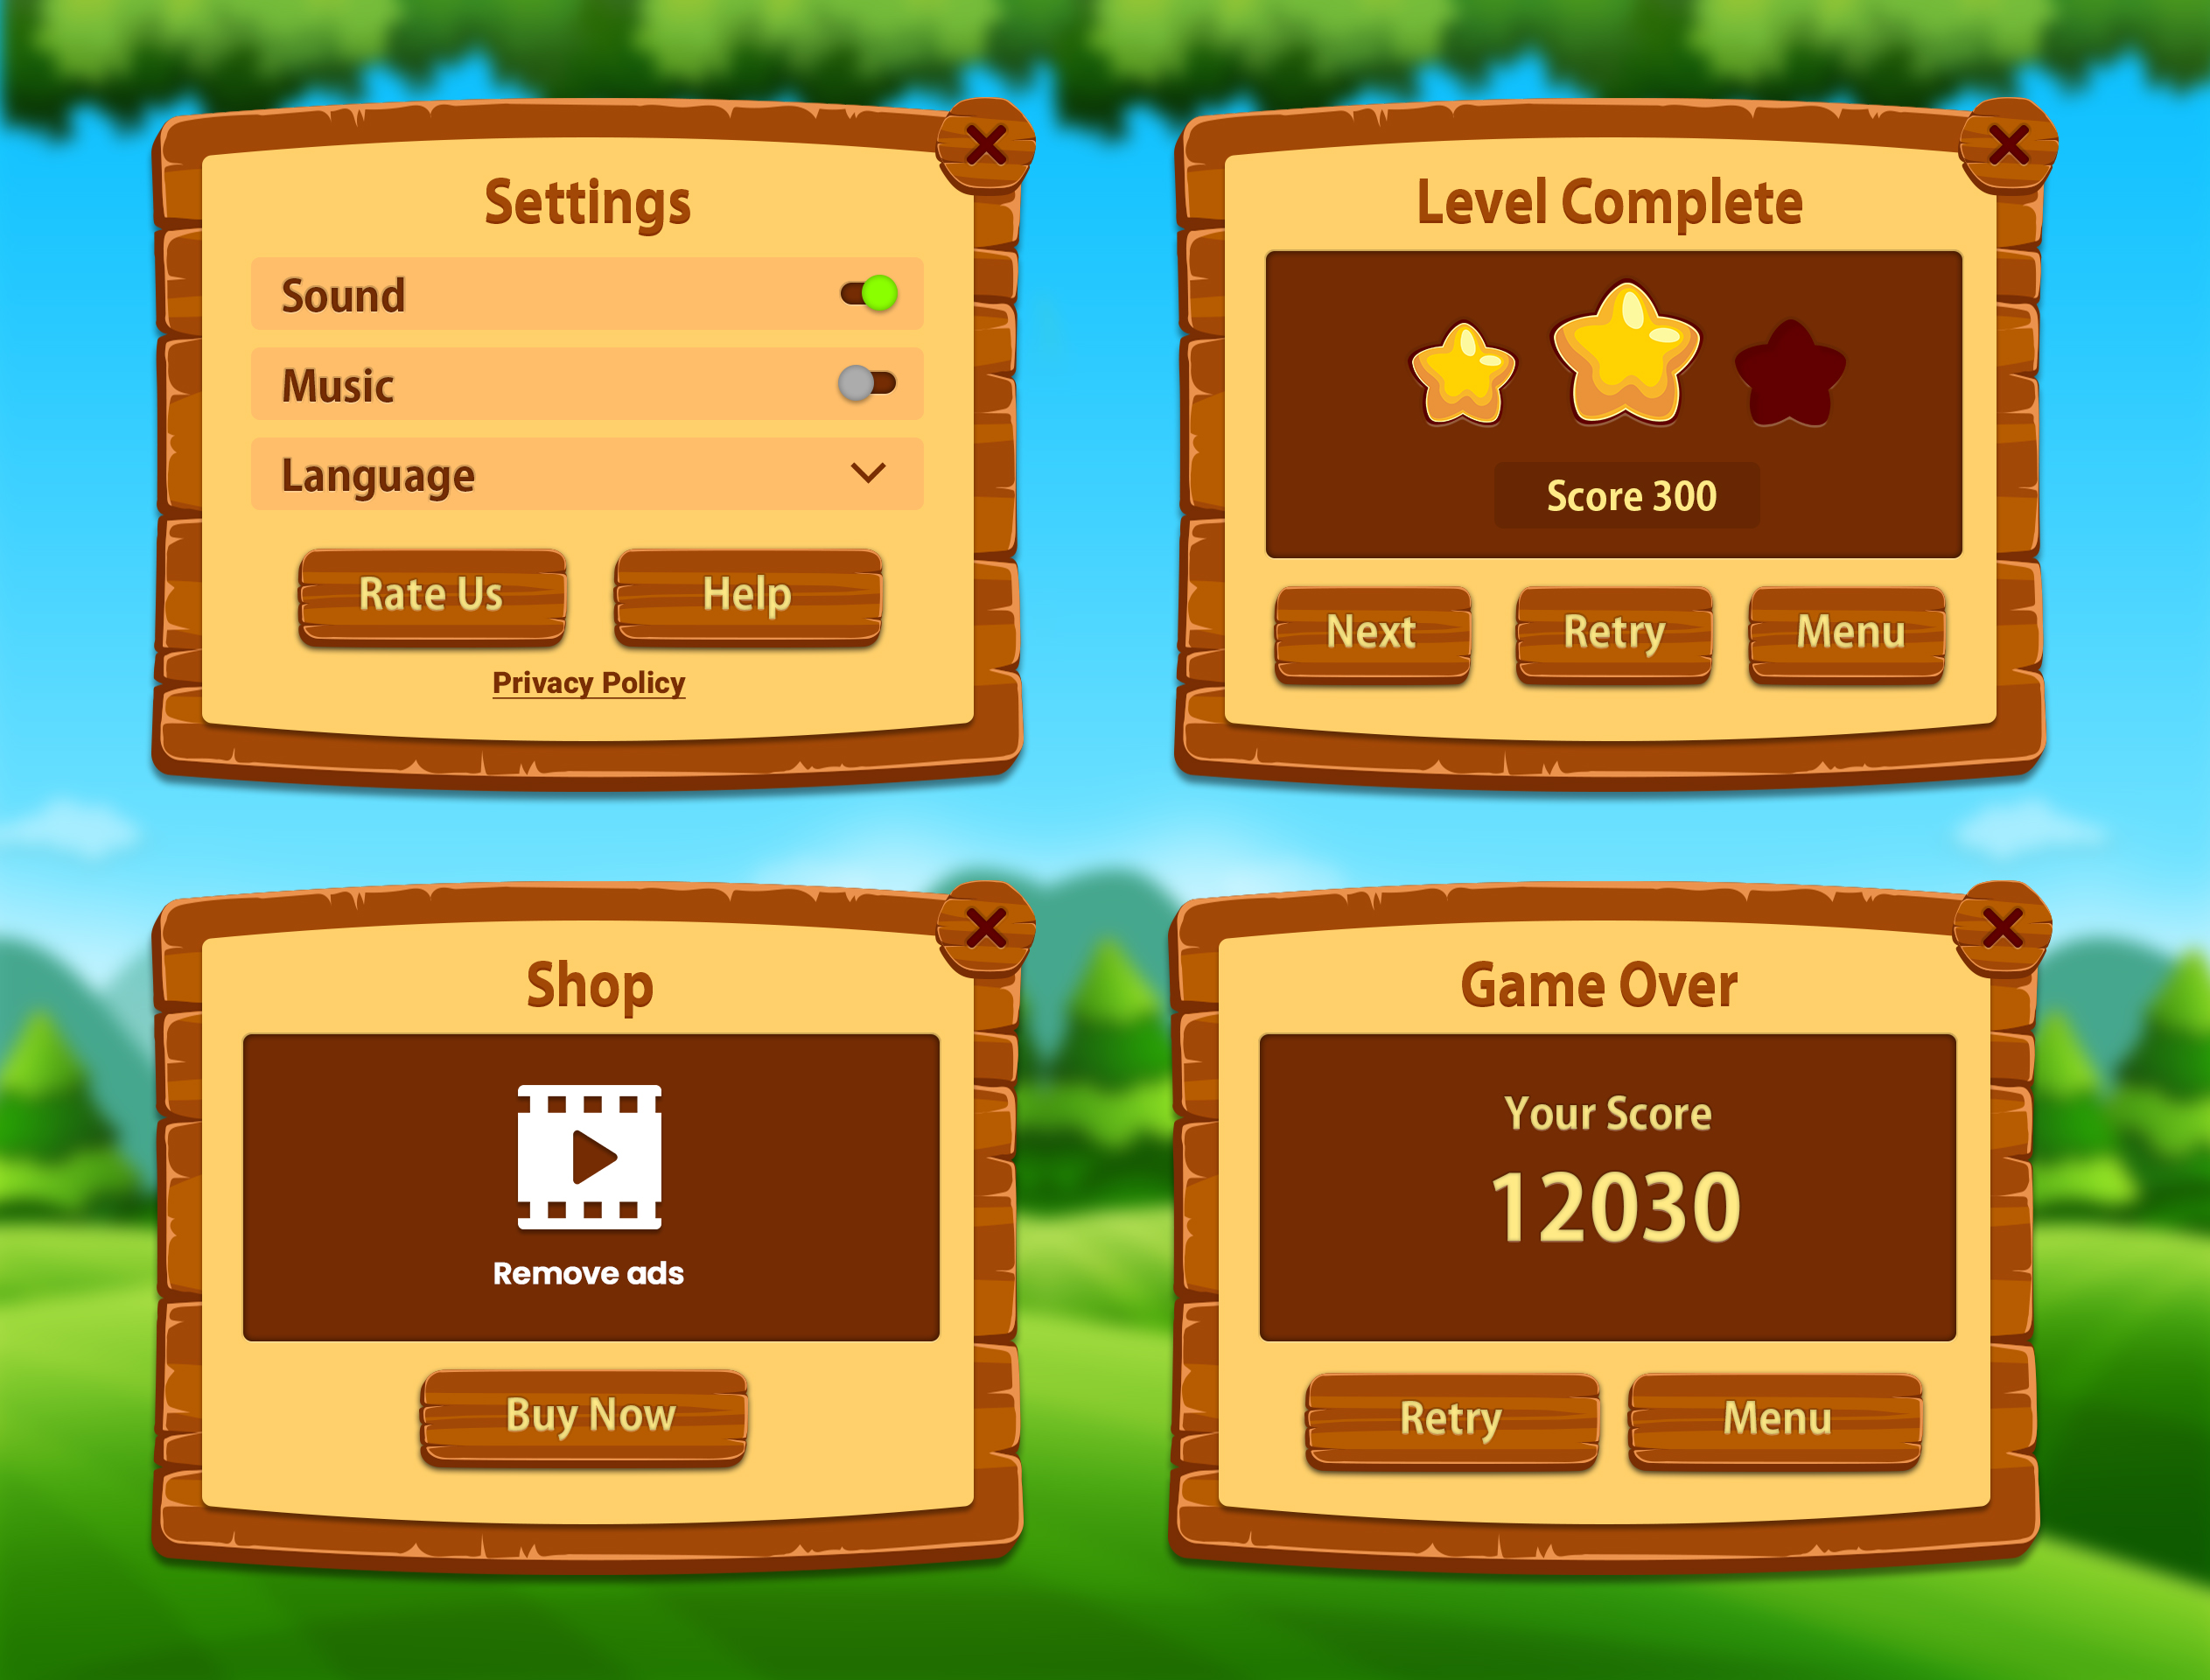 Settings
Sound
Music
Language
Rate Us
Help
Privacy Policy
Level Complete
Score 300
Next
Retry
Menu
Shop
Remove ads
Buy Now
Game Over
Your Score
12030
Retry
Menu